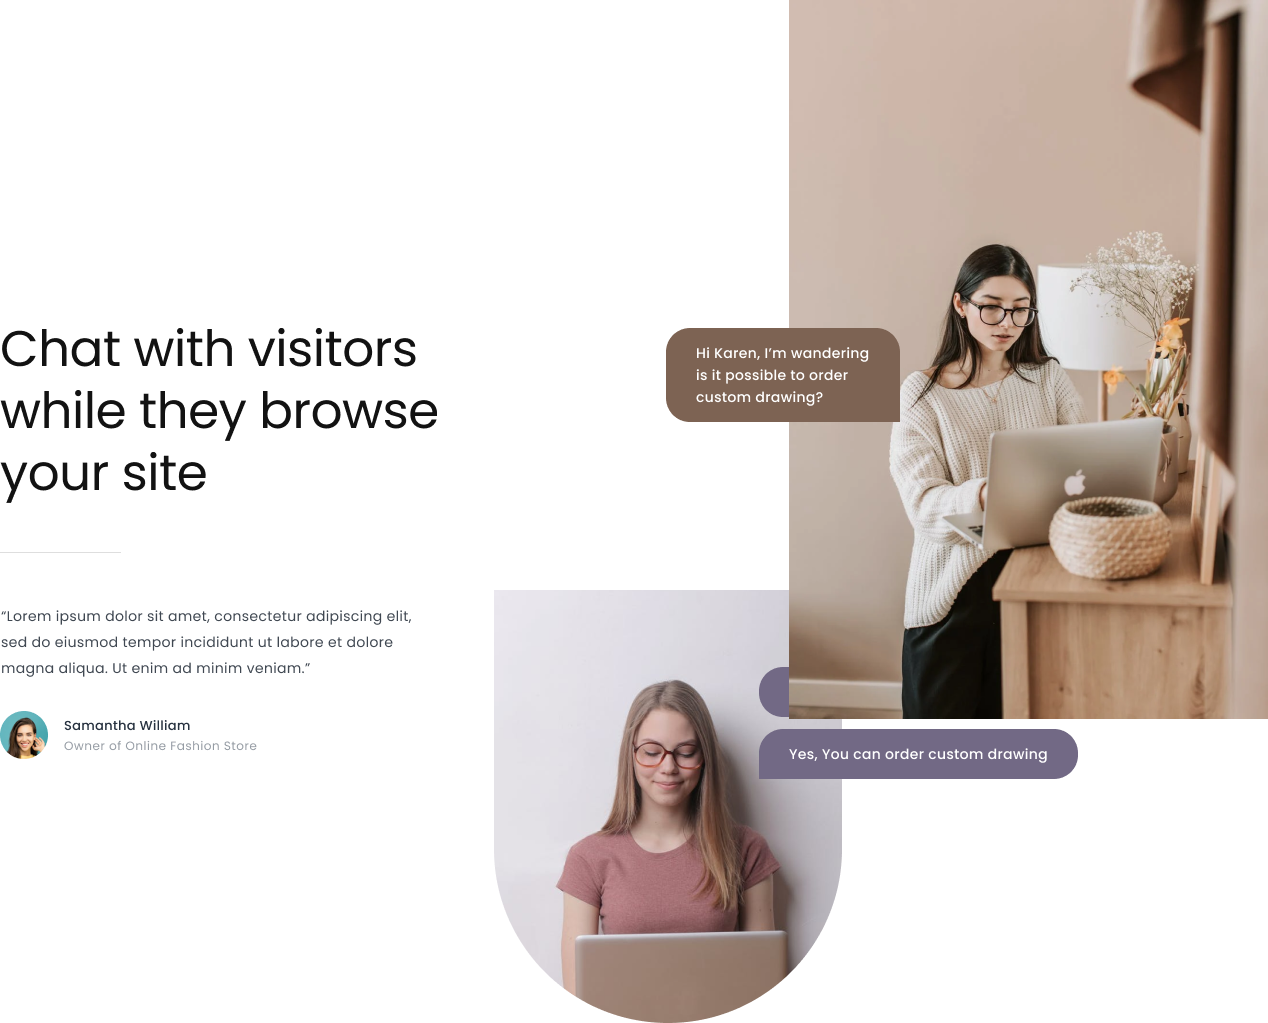 Chat with visitors
while they browse
your site
“Lorem ipsum dolor sit amet, consectetur adipiscing elit,
sed do eiusmod tempor incididunt ut labore et dolore
magna aliqua. Ut enim ad minim veniam.”
Samantha William
Owner of Online Fashion Store
Hi Karen, I’m wandering
is it possible to order
custom drawing?
Yes, You can order custom drawing